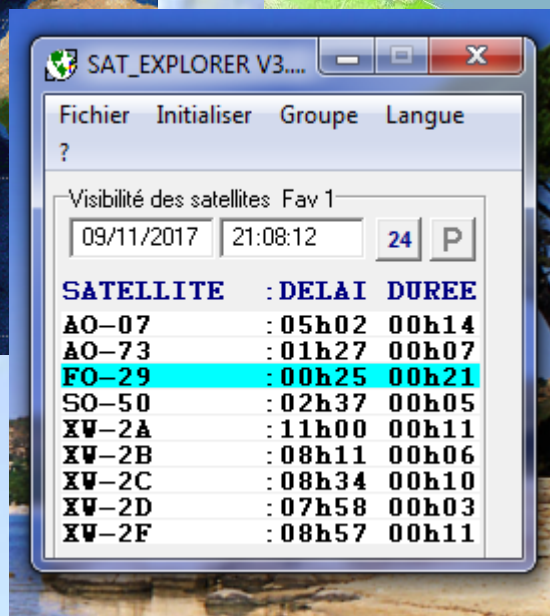 SAT_EXPLORER V3....
Fichier Initialiser Groupe Langue
?
Visibilité des satellites Fav 1
09/11/2017 21:08:12 24 P
SATELLITE :DELAI DUREE
AO-07 :05h02 00h14
AO-73 :01h27 00h07
FO-29 :00h25 00h21
SO-50 :02h37 00h05
XW-2A :11h00 00h11
XW-2B :08h11 00h06
XW-2C :08h34 00h10
XW-2D :07h58 00h03
XW-2F :08h57 00h11